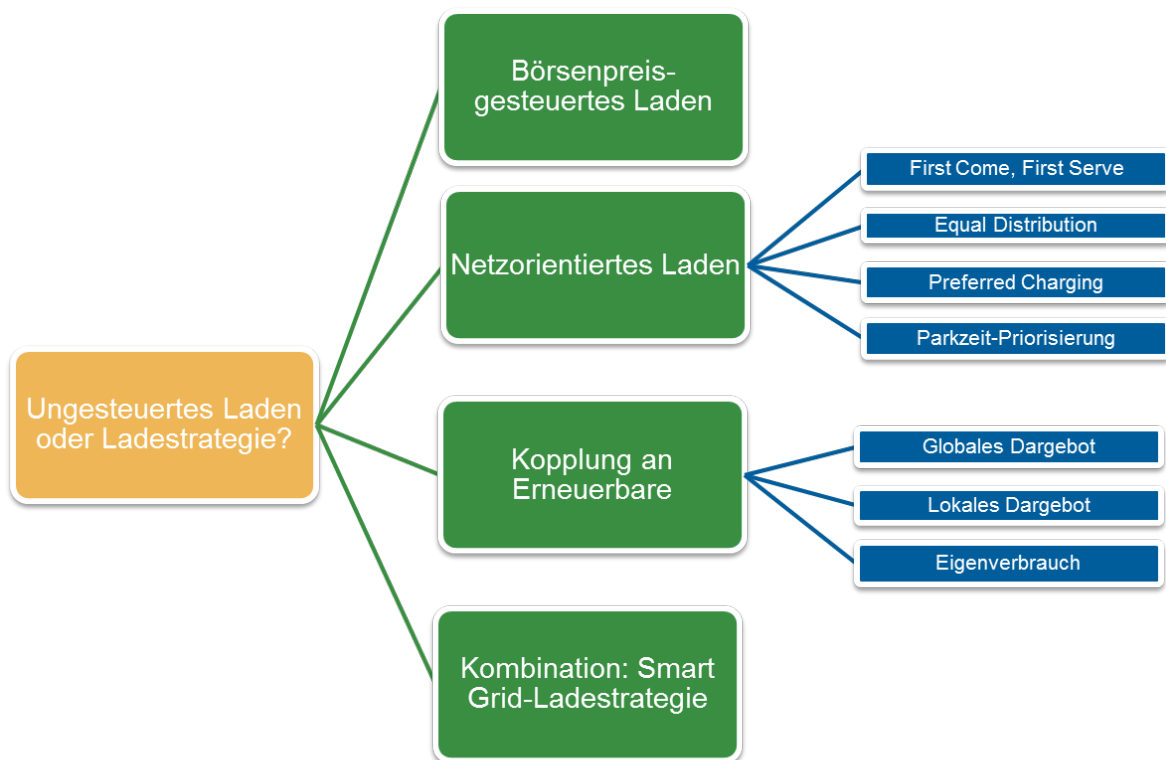 Börsenpreis-
gesteuertes Laden
First Come, First Serve
Equal Distribution
Netzorientiertes Laden
Preferred Charging
Parkzeit-Priorisierung
Ungesteuertes Laden
oder Ladestrategie?
Kopplung an
Erneuerbare
Globales Dargebot
Lokales Dargebot
Eigenverbrauch
Kombination: Smart
Grid-Ladestrategie